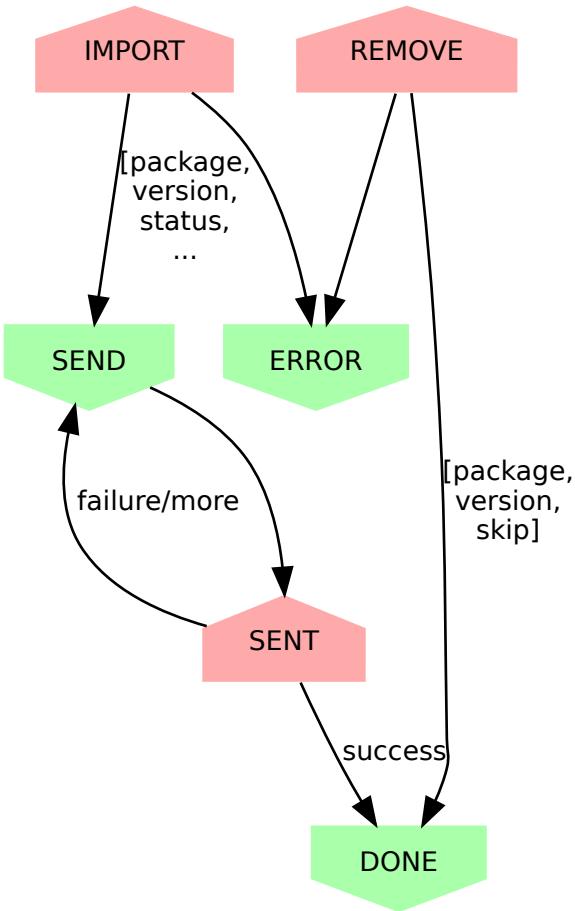 IMPORT
REMOVE
[package,
version,
status,
...
SEND
ERROR
[package,
version,
skip]
failure/more
SENT
success
DONE